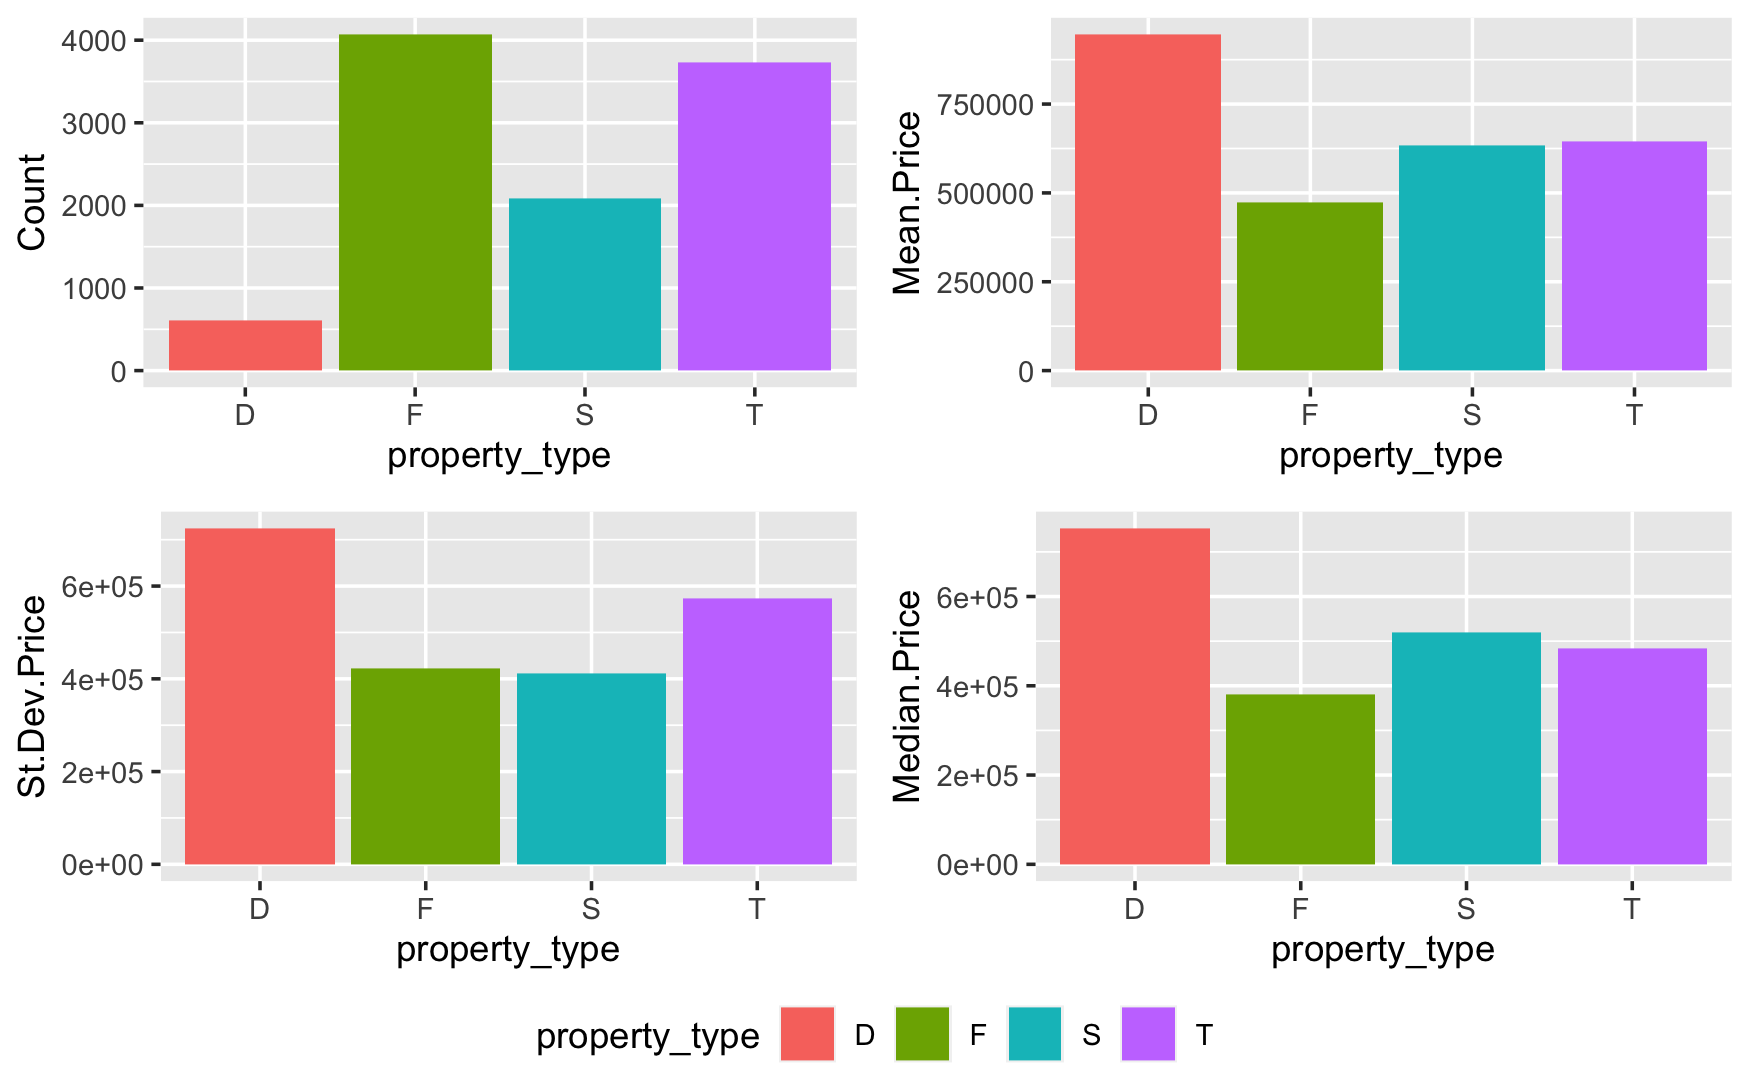 Count
4000
3000
2000
1000
0
D F S T
property_type
Mean.Price
750000
500000
250000
0
D F S T
property_type
St.Dev.Price
6e+05
4e+05
2e+05
0e+00
D F S T
property_type
Median.Price
6e+05
4e+05
2e+05
0e+00
D F S T
property_type
property_type D F S T